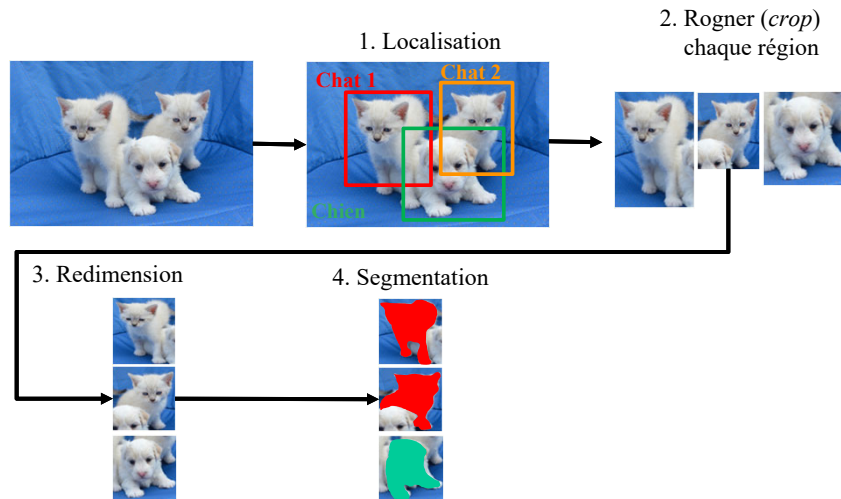 1. Localisation
2. Rogner (crop)
chaque région
Chat 1
Chat 2
Chien
3. Redimension
4. Segmentation